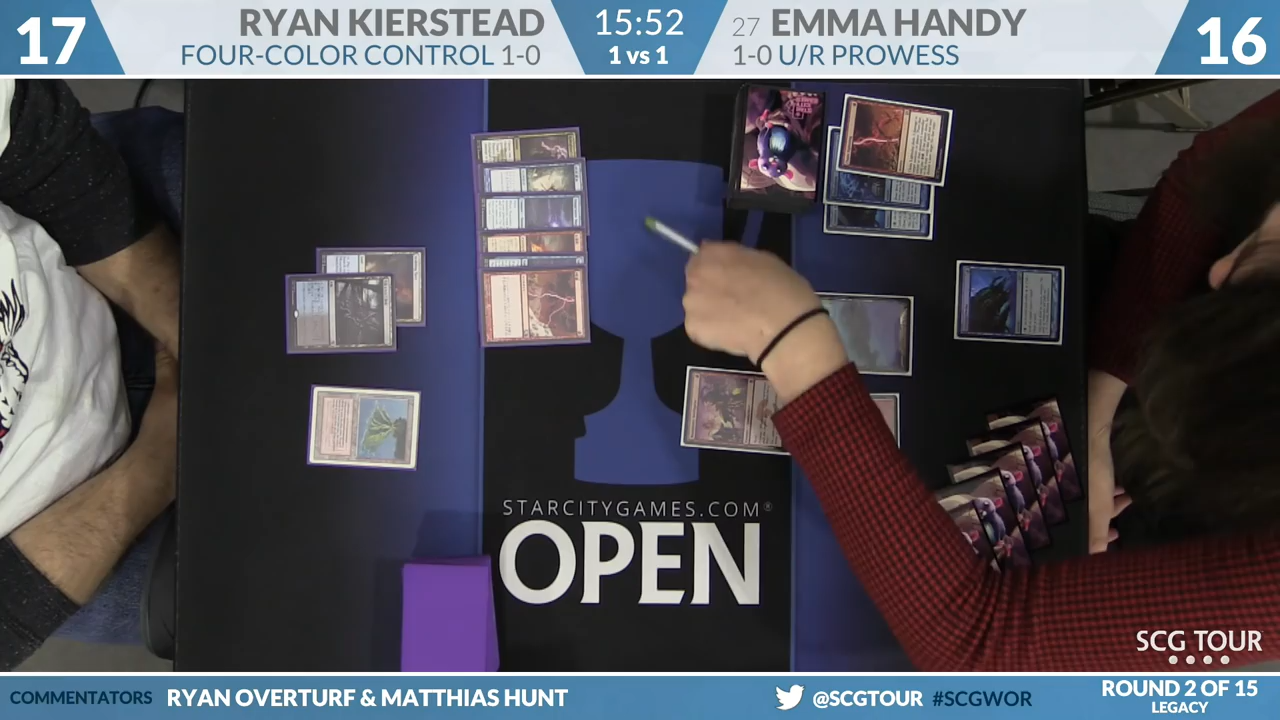 17
RYAN KIERSTEAD
FOUR-COLOR CONTROL 1-0
15:52
1 vs 1
27 EMMA HANDY
1-0 U/R PROWESS
16
STARCITYGAMES.COM®
OPEN
SCG TOUR
COMMENTATORS RYAN OVERTURF & MATTHIAS HUNT
@SCGTOUR #SCGWOR
ROUND 2 OF 15
LEGACY